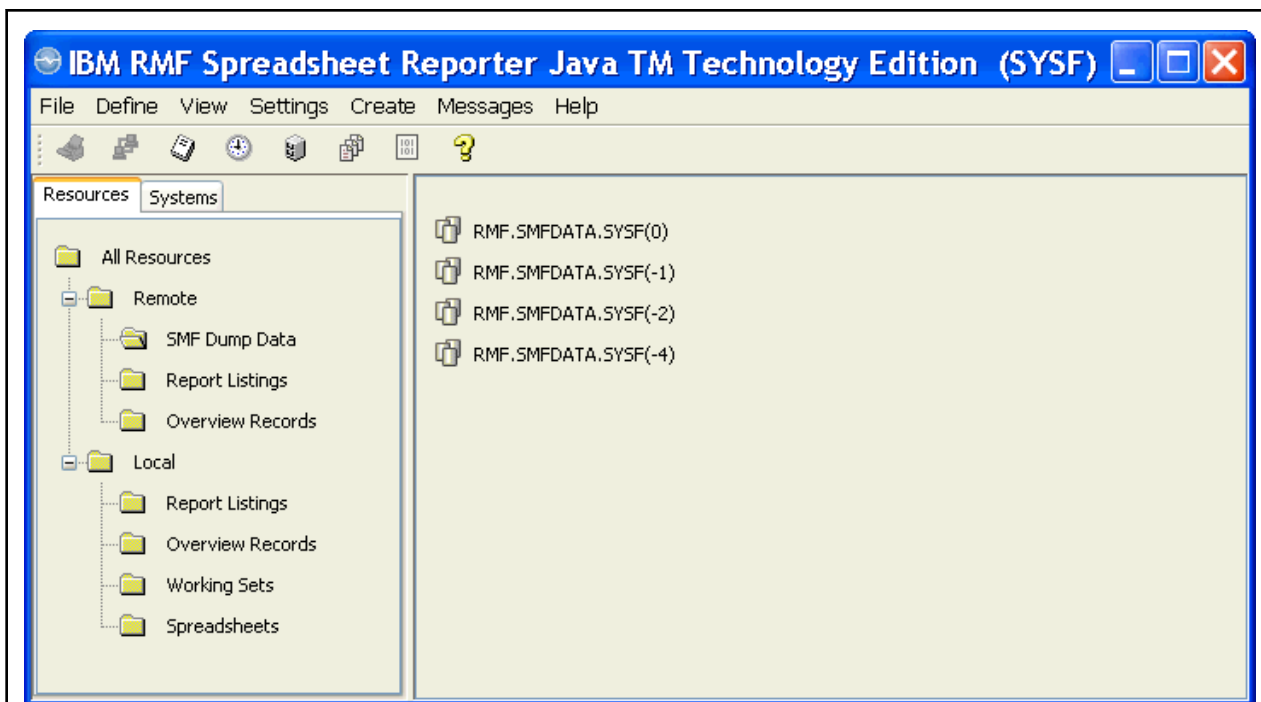 IBM RMF Spreadsheet Reporter Java TM Technology Edition (SYSF)
File Define View Settings Create Messages Help
Resources Systems
All Resources
Remote
SMF Dump Data
Report Listings
Overview Records
Local
Report Listings
Overview Records
Working Sets
Spreadsheets
RMF.SMFDATA.SYSF(0)
RMF.SMFDATA.SYSF(-1)
RMF.SMFDATA.SYSF(-2)
RMF.SMFDATA.SYSF(-4)